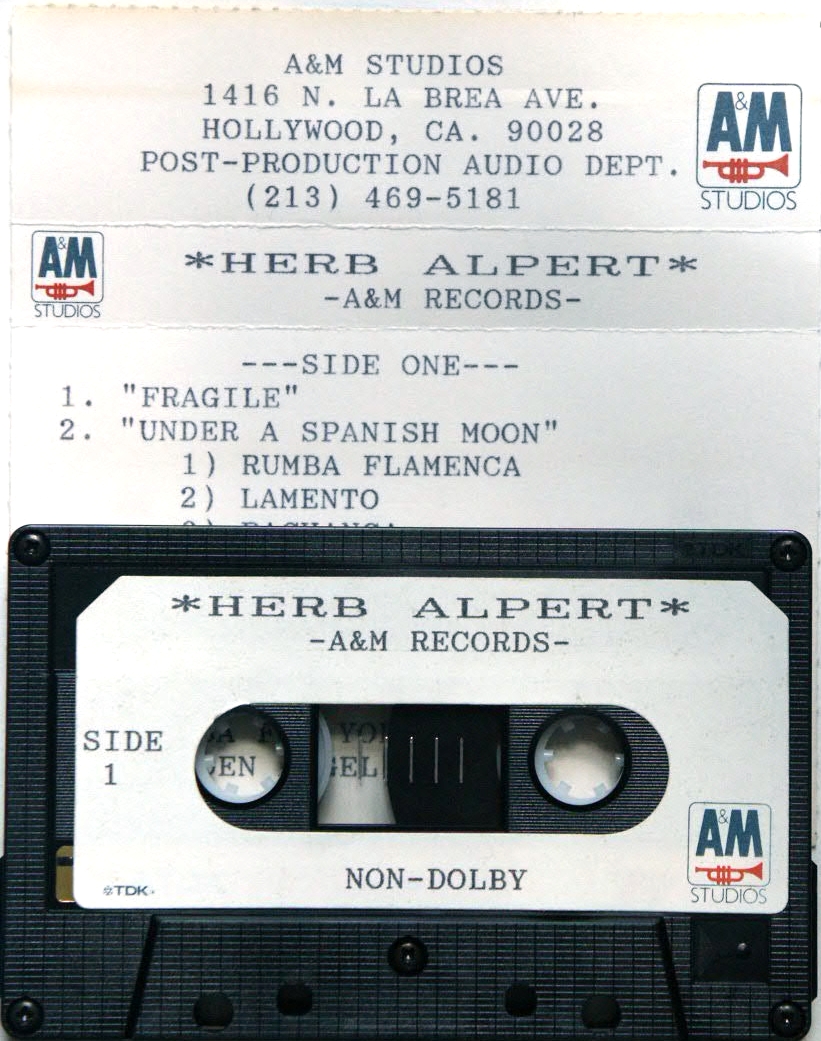 A&M STUDIOS
1416 N. LA BREA AVE.
HOLLYWOOD, CA. 90028
POST-PRODUCTION AUDIO DEPT.
(213) 469-5181
A&M
STUDIOS
A&M
STUDIOS
*HERB ALPERT*
-A&M RECORDS-
---SIDE ONE---
1. "FRAGILE"
2. "UNDER A SPANISH MOON"
1) RUMBA FLAMENCA
2) LAMENTO
TDK
*HERB ALPERT*
-A&M RECORDS-
SIDE
1
A&M
STUDIOS
NON-DOLBY
TDK